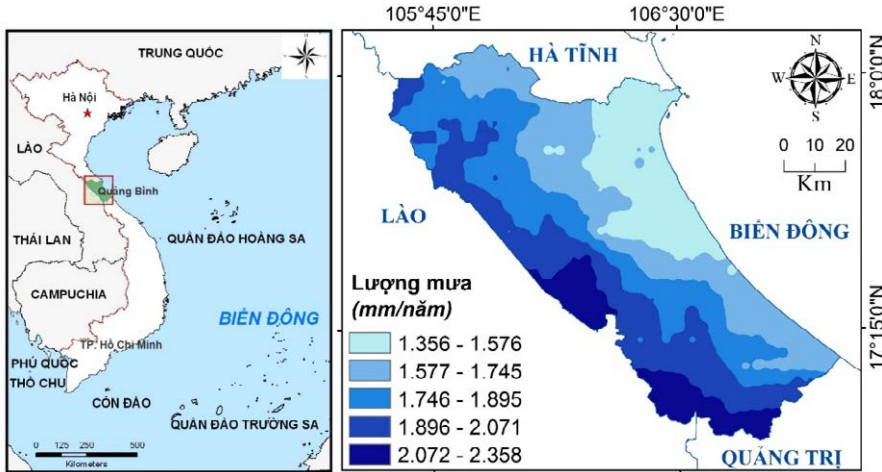 TRUNG QUỐC
Hà Nội
LÀO
Quảng Bình
THÁI LAN
QUẦN ĐẢO HOÀNG SA
CAMPUCHIA
BIỂN ĐÔNG
TP. Hồ Chí Minh
PHÚ QUỐC
THỔ CHU
CÔN ĐẢO
QUẦN ĐẢO TRƯỜNG SA
0 125 250 500
Kilometers
105°45'0"E
106°30'0"E
HÀ TĨNH
N
W E
S
18°0'0"N
0 10 20
Km
LÀO
BIỂN ĐÔNG
Lượng mưa
(mm/năm)
1.356 - 1.576
1.577 - 1.745
1.746 - 1.895
1.896 - 2.071
2.072 - 2.358
17°15'0"N
QUẢNG TRỊ